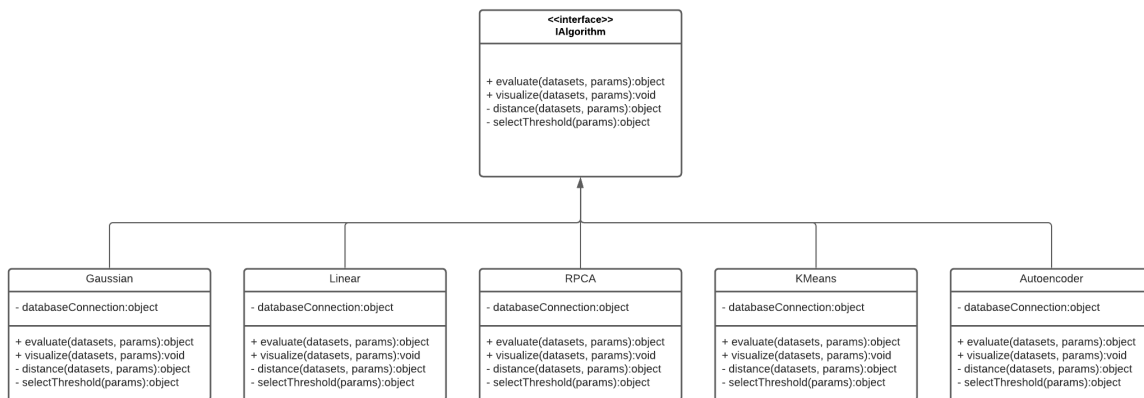 <<interface>>
IAlgorithm
+ evaluate(datasets, params):object
+ visualize(datasets, params):void
- distance(datasets, params):object
- selectThreshold(params):object
Gaussian
- databaseConnection:object
+ evaluate(datasets, params):object
+ visualize(datasets, params):void
- distance(datasets, params):object
- selectThreshold(params):object
Linear
- databaseConnection:object
+ evaluate(datasets, params):object
+ visualize(datasets, params):void
- distance(datasets, params):object
- selectThreshold(params):object
RPCA
- databaseConnection:object
+ evaluate(datasets, params):object
+ visualize(datasets, params):void
- distance(datasets, params):object
- selectThreshold(params):object
KMeans
- databaseConnection:object
+ evaluate(datasets, params):object
+ visualize(datasets, params):void
- distance(datasets, params):object
- selectThreshold(params):object
Autoencoder
- databaseConnection:object
+ evaluate(datasets, params):object
+ visualize(datasets, params):void
- distance(datasets, params):object
- selectThreshold(params):object